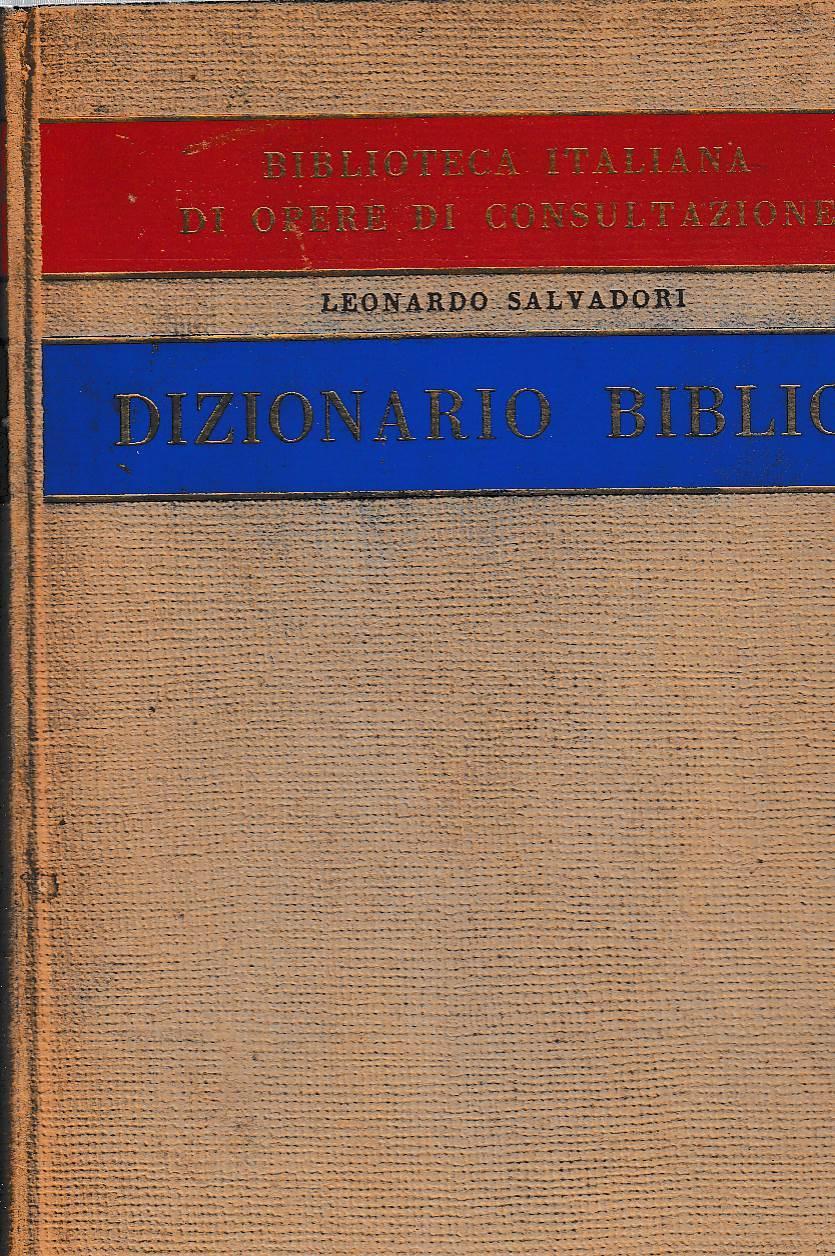 BIBLIOTECA ITALIANA
DI OPERE DI CONSULTAZIONE
LEONARDO SALVADORI
DIZIONARIO BIBLIC